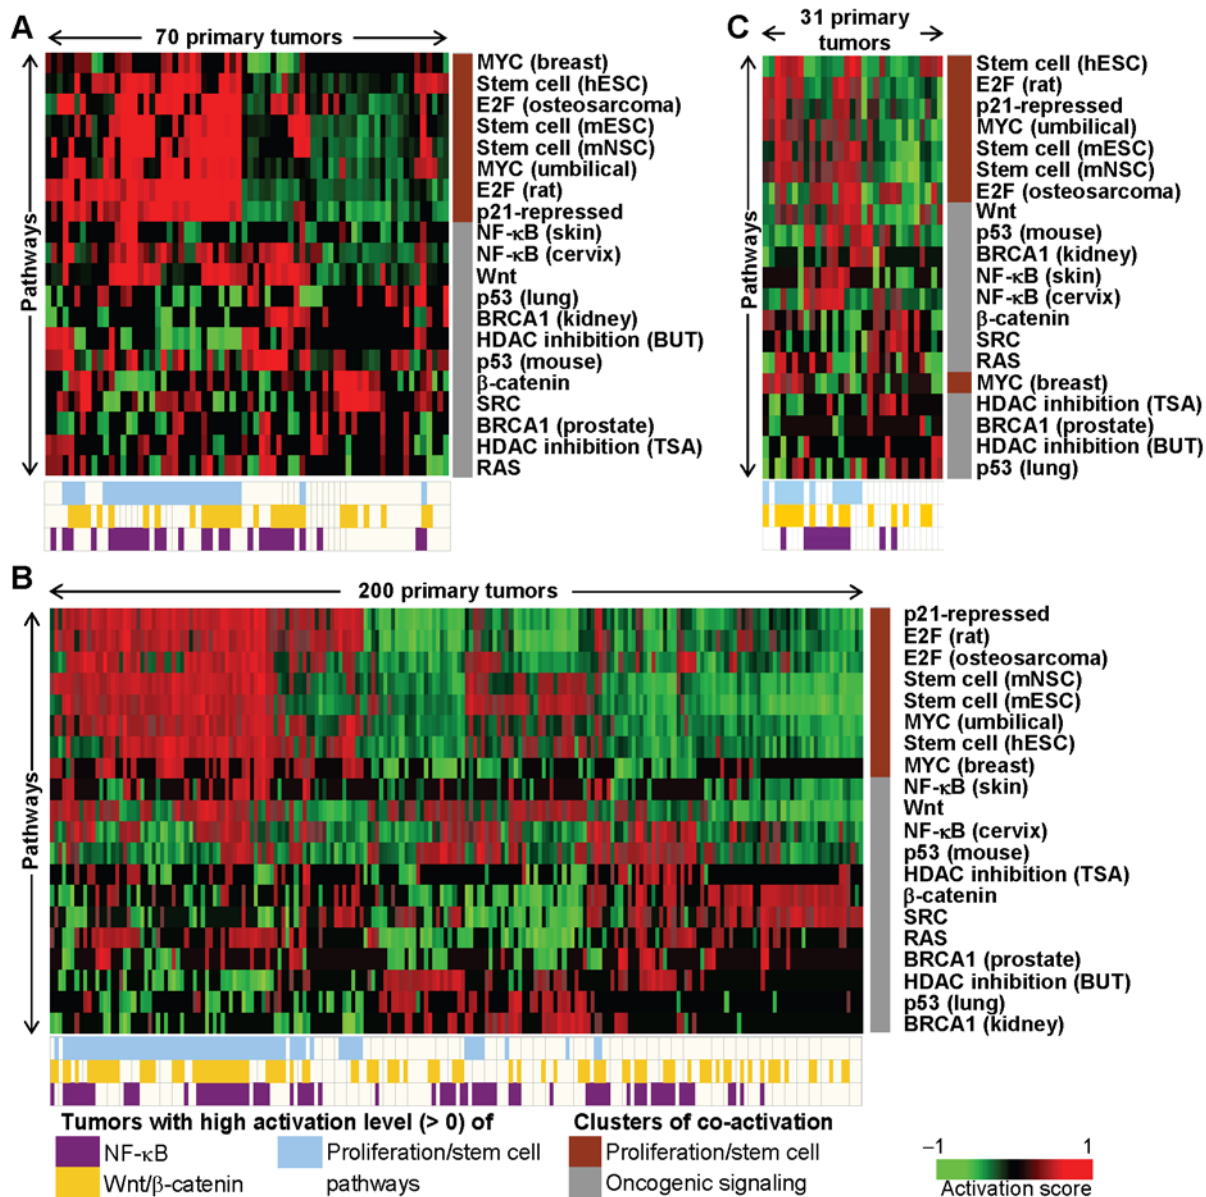 A
70 primary tumors
Pathways
MYC (breast)
Stem cell (hESC)
E2F (osteosarcoma)
Stem cell (mESC)
Stem cell (mNSC)
MYC (umbilical)
E2F (rat)
p21-repressed
NF-κB (skin)
NF-κB (cervix)
Wnt
p53 (lung)
BRCA1 (kidney)
HDAC inhibition (BUT)
p53 (mouse)
β-catenin
SRC
BRCA1 (prostate)
HDAC inhibition (TSA)
RAS
C
31 primary
tumors
Pathways
Stem cell (hESC)
E2F (rat)
p21-repressed
MYC (umbilical)
Stem cell (mESC)
Stem cell (mNSC)
E2F (osteosarcoma)
Wnt
p53 (mouse)
BRCA1 (kidney)
NF-κB (skin)
NF-κB (cervix)
β-catenin
SRC
RAS
MYC (breast)
HDAC inhibition (TSA)
BRCA1 (prostate)
HDAC inhibition (BUT)
p53 (lung)
B
200 primary tumors
Pathways
p21-repressed
E2F (rat)
E2F (osteosarcoma)
Stem cell (mNSC)
Stem cell (mESC)
MYC (umbilical)
Stem cell (hESC)
MYC (breast)
NF-κB (skin)
Wnt
NF-κB (cervix)
p53 (mouse)
HDAC inhibition (TSA)
β-catenin
SRC
RAS
BRCA1 (prostate)
HDAC inhibition (BUT)
p53 (lung)
BRCA1 (kidney)
Tumors with high activation level (> 0) of
NF-κB
Wnt/β-catenin
Proliferation/stem cell
pathways
Clusters of co-activation
Proliferation/stem cell
Oncogenic signaling
–1 1
Activation score